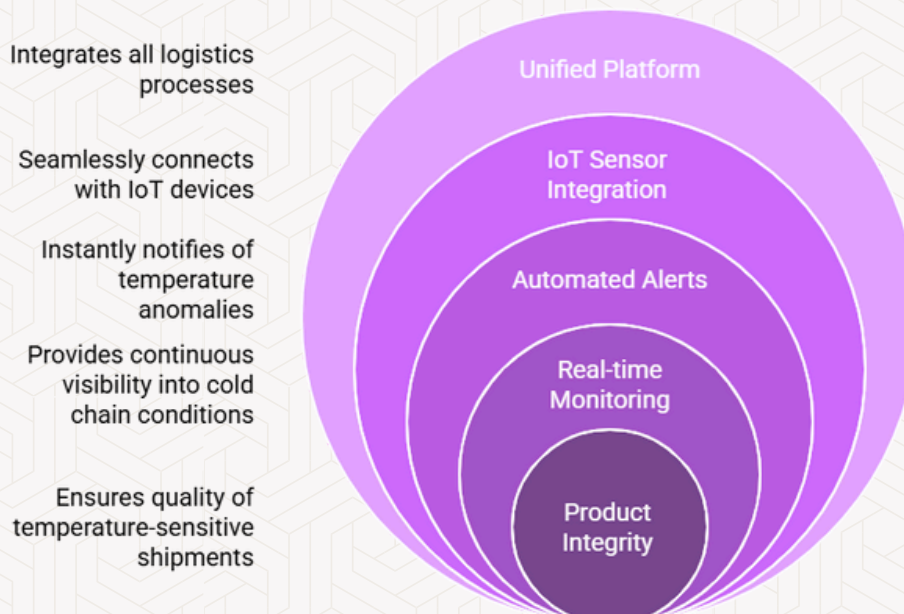 Integrates all logistics
processes
Unified Platform
Seamlessly connects
with IoT devices
IoT Sensor
Integration
Instantly notifies of
temperature
anomalies
Automated Alerts
Provides continuous
visibility into cold
chain conditions
Real-time
Monitoring
Ensures quality of
temperature-sensitive
shipments
Product
Integrity